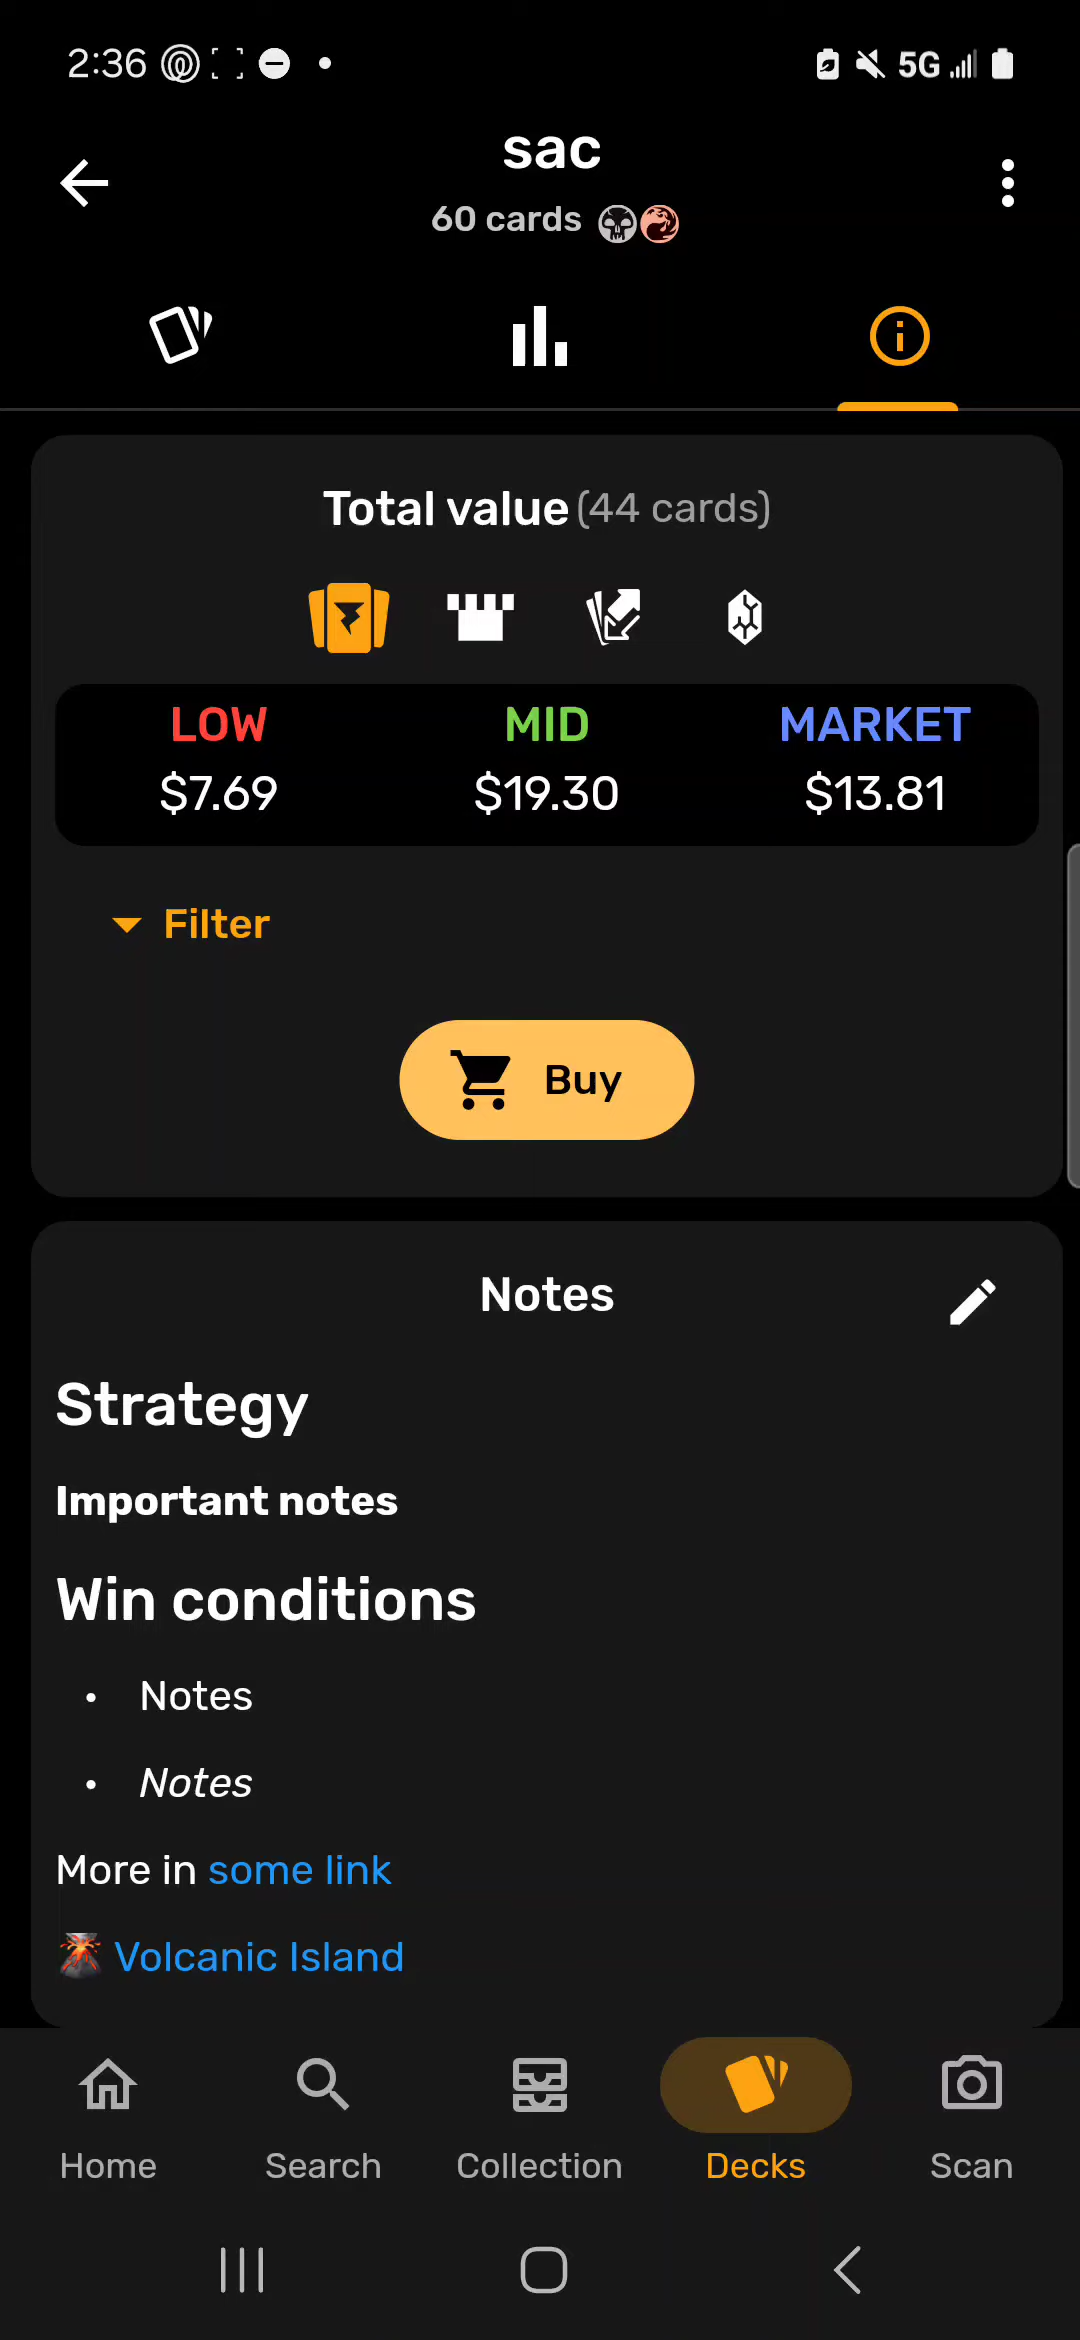 2:36
5G
sac
60 cards
Total value (44 cards)
LOW MID MARKET
$7.69 $19.30 $13.81
Filter
Buy
Notes
Strategy
Important notes
Win conditions
• Notes
• Notes
More in some link
🌋 Volcanic Island
Home Search Collection Decks Scan